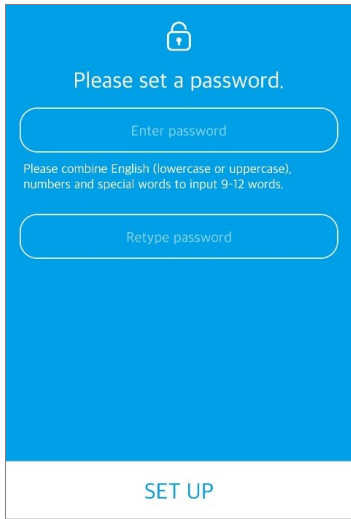 Please set a password.
Enter password
Please combine English (lowercase or uppercase),
numbers and special words to input 9-12 words.
Retype password
SET UP